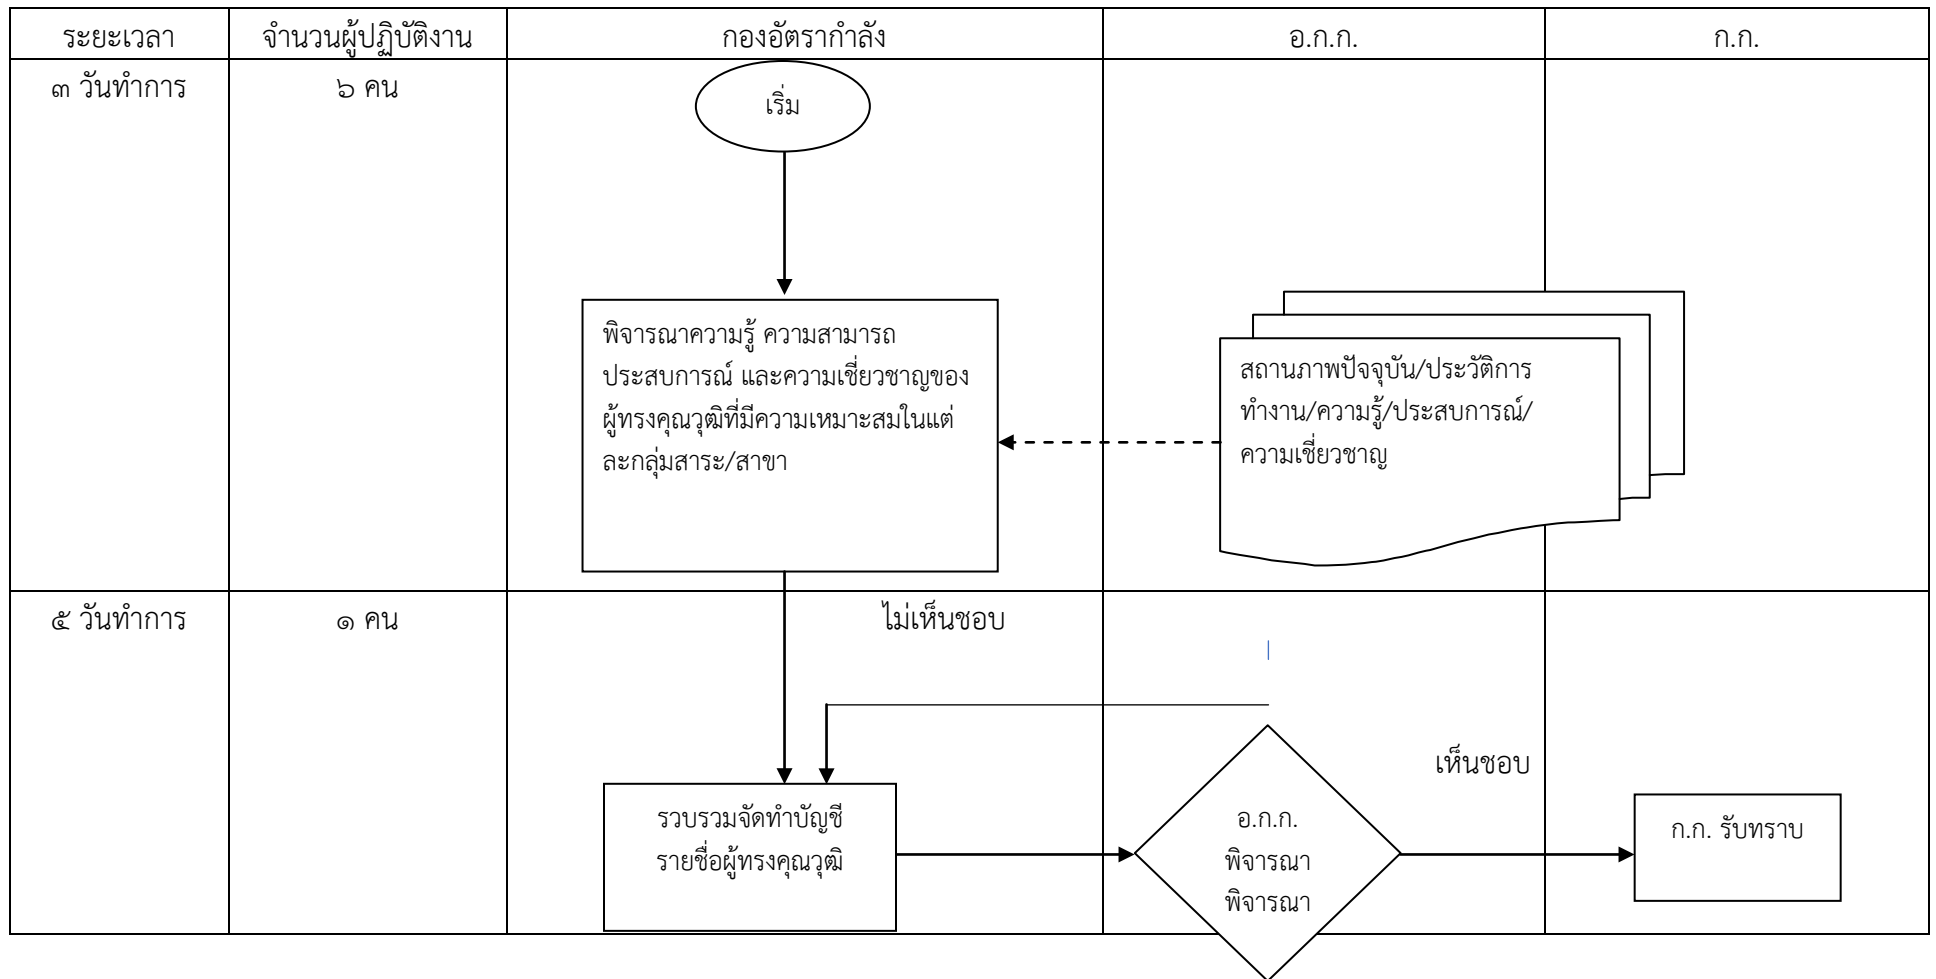 ระยะเวลา จำนวนผู้ปฏิบัติงาน กองอัตรากำลัง อ.ก.ก. ก.ก.
๓ วันทำการ ๖ คน
เริ่ม
พิจารณาความรู้ ความสามารถ
ประสบการณ์ และความเชี่ยวชาญของ
ผู้ทรงคุณวุฒิที่มีความเหมาะสมในแต่
ละกลุ่มสาระ/สาขา
สถานภาพปัจจุบัน/ประวัติการ
ทำงาน/ความรู้/ประสบการณ์/
ความเชี่ยวชาญ
๕ วันทำการ ๑ คน
ไม่เห็นชอบ
เห็นชอบ
รวบรวมจัดทำบัญชี
รายชื่อผู้ทรงคุณวุฒิ
อ.ก.ก.
พิจารณา
พิจารณา
ก.ก. รับทราบ